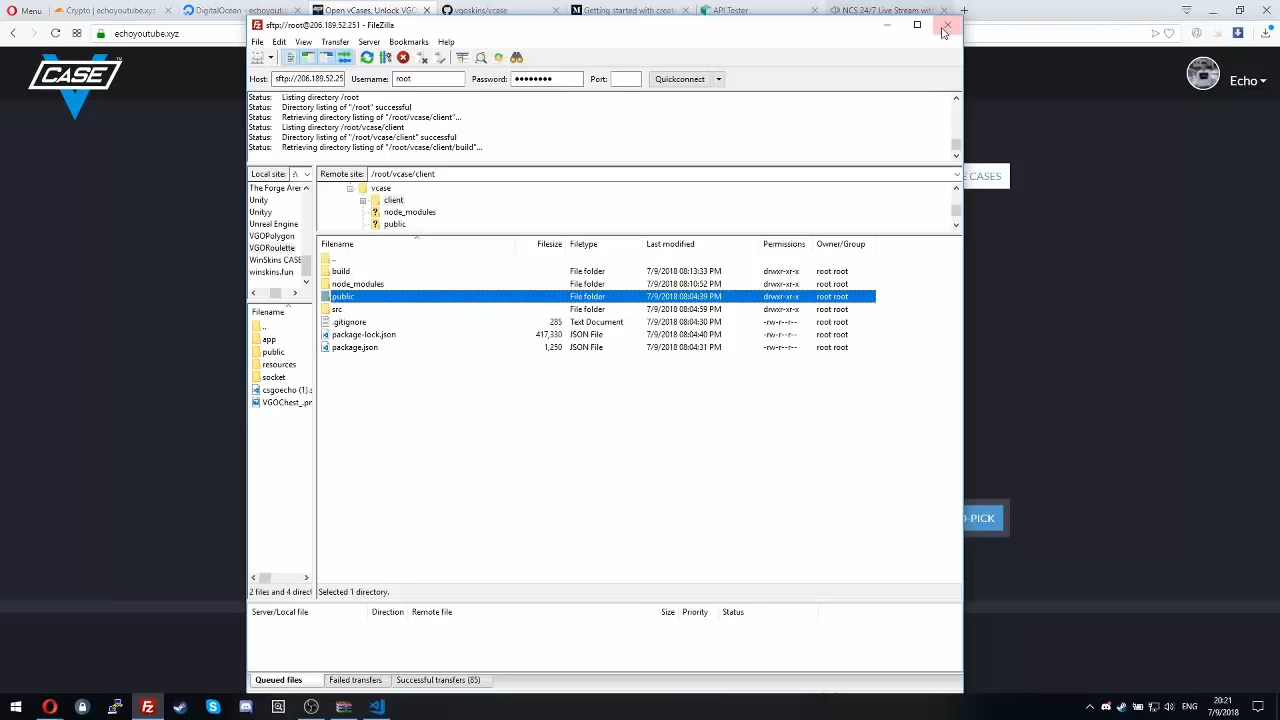 Menu
Crypto | echoyoutube.xyz
DigitalOcean - echoyoutube
Open vCases, Unlock VGO
vgoskins/vcase
Getting started with creat
API Tester
NCS 24/7 Live Stream with
echoyoutube.xyz
CASE
TM
Echo
E CASES
-PICK
sftp://root@206.189.52.251 - FileZilla
File Edit View Transfer Server Bookmarks Help
Host: sftp://206.189.52.25 Username: root Password: •••••••• Port: Quickconnect
Status: Listing directory /root
Status: Directory listing of "/root" successful
Status: Retrieving directory listing of "/root/vcase/client"...
Status: Listing directory /root/vcase/client
Status: Directory listing of "/root/vcase/client" successful
Status: Retrieving directory listing of "/root/vcase/client/build"...
Local site: Remote site: /root/vcase/client
The Forge Aren
Unity
Unityy
Unreal Engine
VGOPolygon
VGORoulette
WinSkins CASE
winskins.fun
vcase
client
node_modules
public
Filename
..
app
public
resources
socket
csgoecho (1).s
VGOChest_.pn
2 files and 4 direct
Filename Filesize Filetype Last modified Permissions Owner/Group
..
build File folder 7/9/2018 08:13:33 PM drwxr-xr-x root root
node_modules File folder 7/9/2018 08:10:52 PM drwxr-xr-x root root
public File folder 7/9/2018 08:04:39 PM drwxr-xr-x root root
src File folder 7/9/2018 08:04:59 PM drwxr-xr-x root root
.gitignore 285 Text Document 7/9/2018 08:04:30 PM -rw-r--r-- root root
package-lock.json 417,330 JSON File 7/9/2018 08:04:40 PM -rw-r--r-- root root
package.json 1,250 JSON File 7/9/2018 08:04:31 PM -rw-r--r-- root root
Selected 1 directory.
Server/Local file Direction Remote file Size Priority Status
Queued files Failed transfers Successful transfers (85)
ENG
20:21
7/9/2018